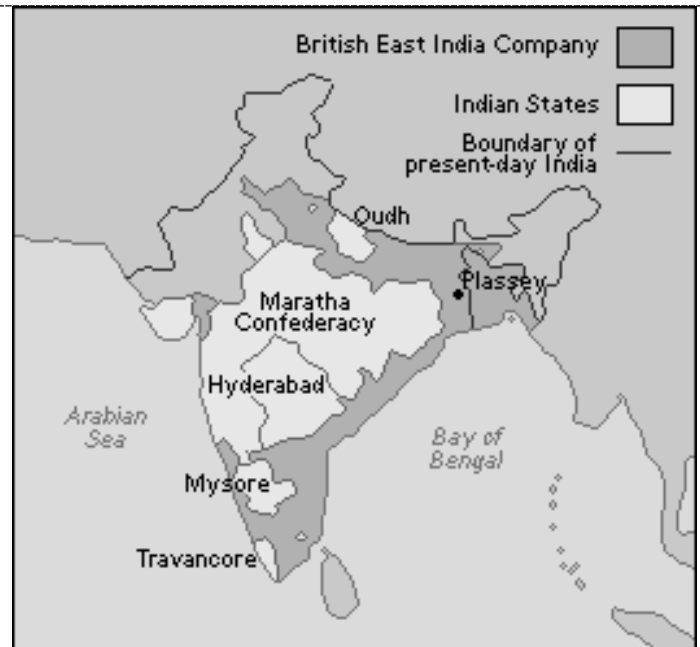 British East India Company
Indian States
Boundary of
present-day India
Oudh
Plassey
Maratha
Confederacy
Hyderabad
Arabian
Sea
Bay of
Bengal
Mysore
Travancore